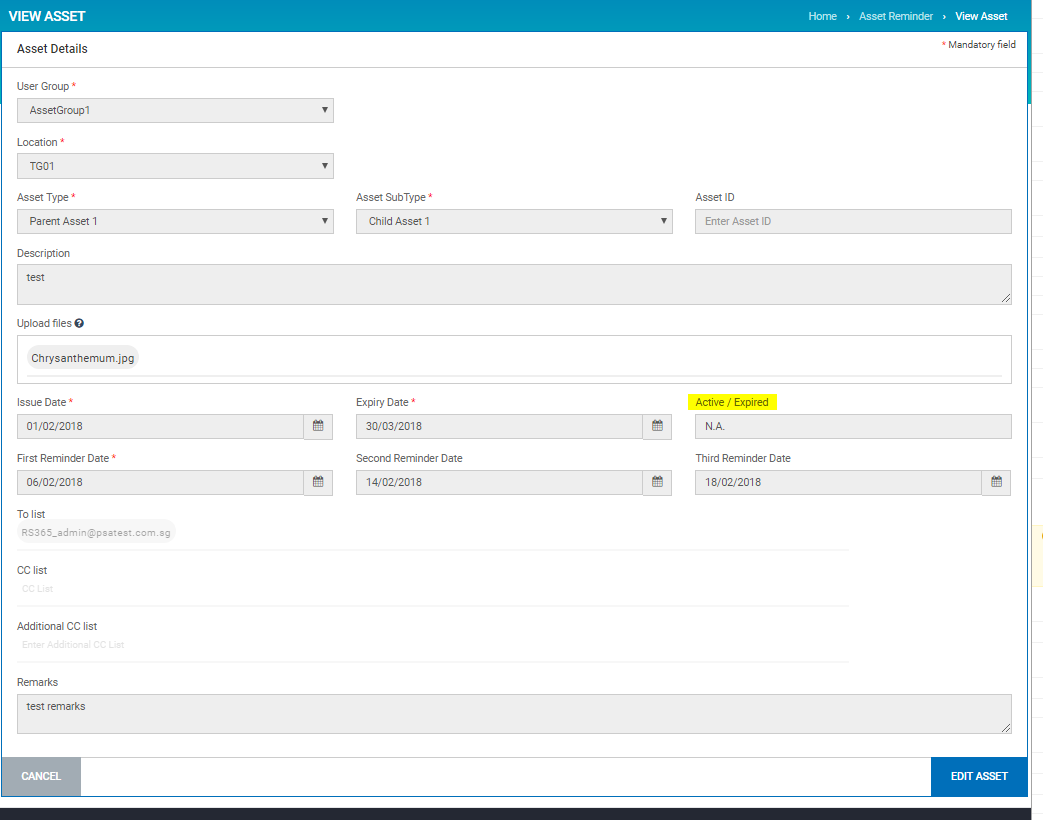 VIEW ASSET
Home › Asset Reminder › View Asset
Asset Details
* Mandatory field
User Group *
AssetGroup1
Location *
TG01
Asset Type * Asset SubType * Asset ID
Parent Asset 1 Child Asset 1 Enter Asset ID
Description
test
Upload files
Chrysanthemum.jpg
Issue Date * Expiry Date * Active / Expired
01/02/2018 30/03/2018 N.A.
First Reminder Date * Second Reminder Date Third Reminder Date
06/02/2018 14/02/2018 18/02/2018
To list
RS365_admin@psatest.com.sg
CC list
CC List
Additional CC list
Enter Additional CC List
Remarks
test remarks
CANCEL EDIT ASSET